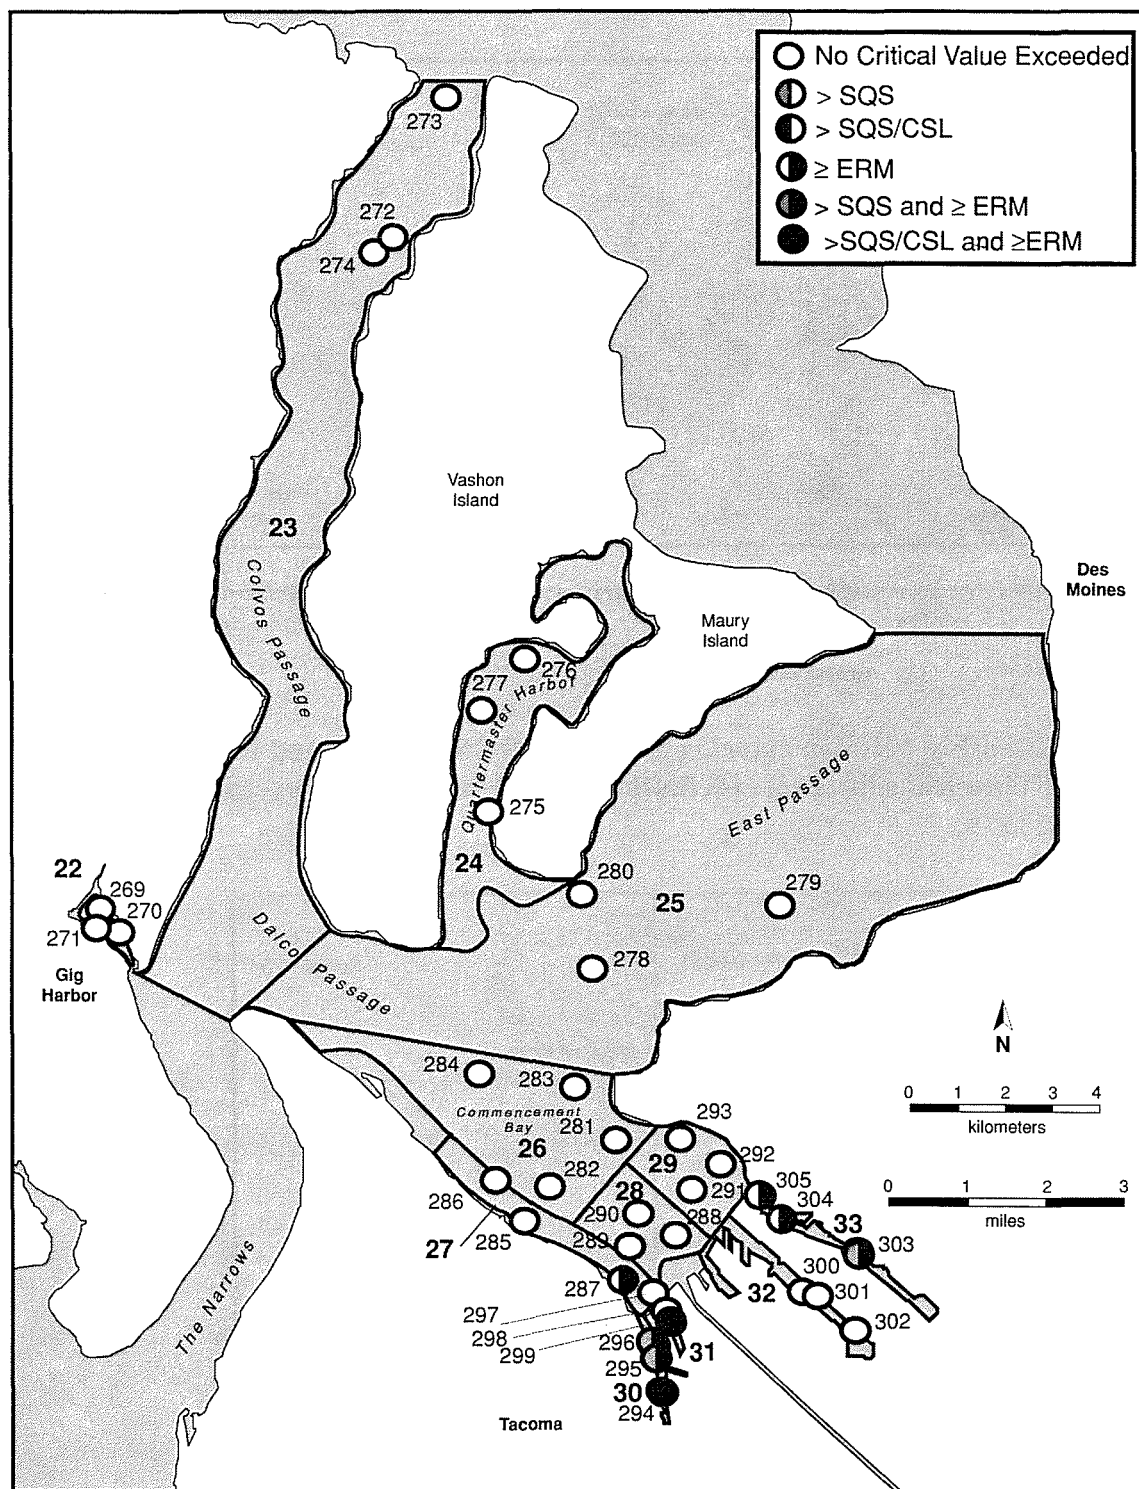 No Critical Value Exceeded
> SQS
> SQS/CSL
≥ ERM
> SQS and ≥ ERM
>SQS/CSL and ≥ERM
273
272
274
Vashon
Island
23
Colvos Passage
Des
Moines
Maury
Island
276
277
Quartermaster Harbor
275
East Passage
24
280
279
25
22
269
270
271
Gig
Harbor
Dalco Passage
278
N
284
283
Commencement
Bay
281
26
293
0 1 2 3 4
kilometers
292
29
282
291
305
304
33
0 1 2 3
miles
286
28
290
288
27
285
289
303
300
287
32
301
302
297
298
299
296
31
295
30
294
The Narrows
Tacoma